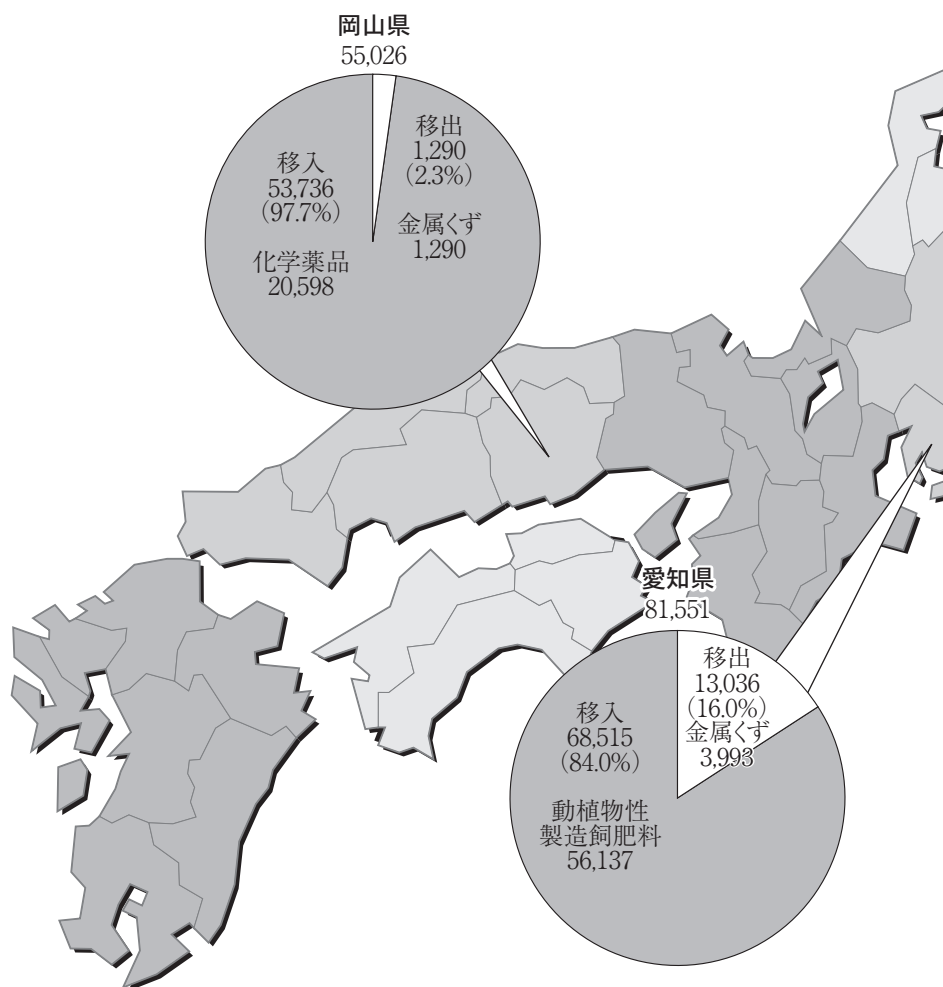 岡山県
55,026
移出
1,290
(2.3%)
金属くず
1,290
移入
53,736
(97.7%)
化学薬品
20,598
愛知県
81,551
移出
13,036
(16.0%)
金属くず
3,993
移入
68,515
(84.0%)
動植物性
製造飼肥料
56,137